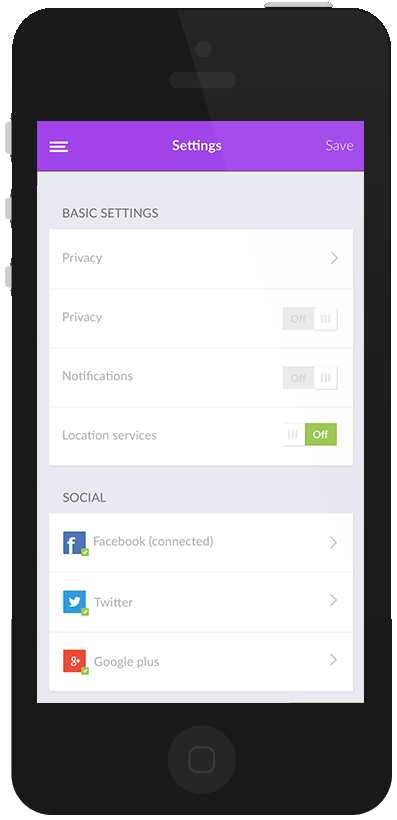 Settings
Save
BASIC SETTINGS
Privacy
Privacy
Off
Notifications
Off
Location services
Off
SOCIAL
f
Facebook (connected)
Twitter
g+
Google plus